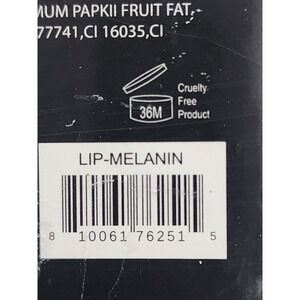 MUM PAPKII FRUIT FAT.
77741,CI 16035,CI
Cruelty
Free
Product
36M
LIP-MELANIN
8 10061 76251 5